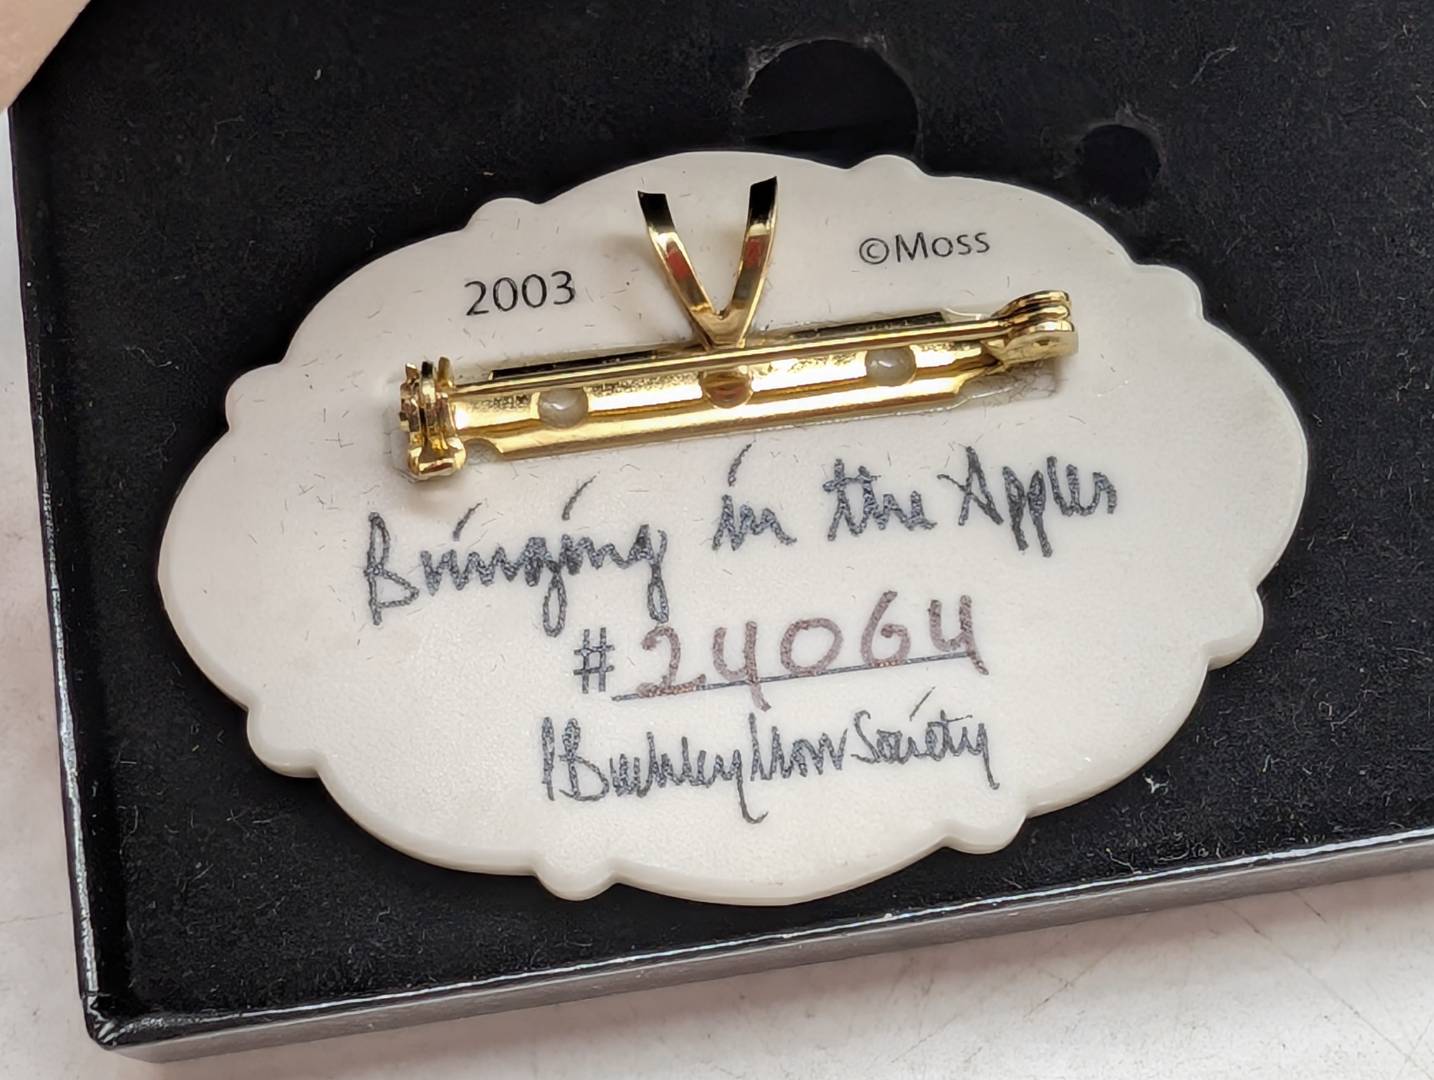 2003
©Moss
Bringing in the Apples
#24064
P Buckley Moss Society